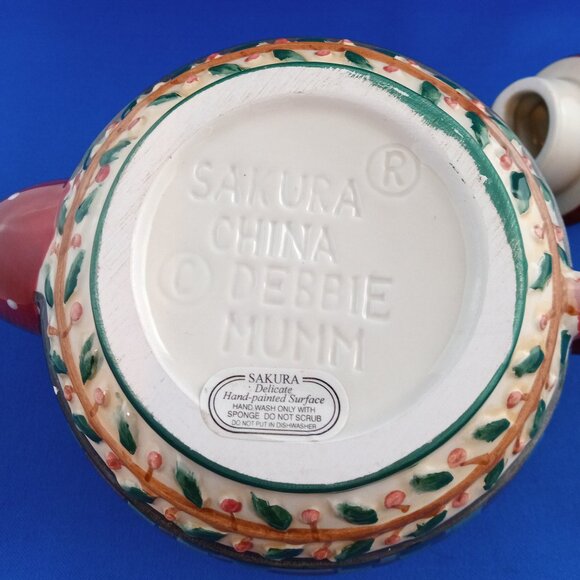 SAKURA ®
CHINA
© DEBBIE
MUMM
SAKURA
Delicate
Hand-painted Surface
HAND WASH ONLY WITH
SPONGE DO NOT SCRUB
DO NOT PUT IN DISHWASHER